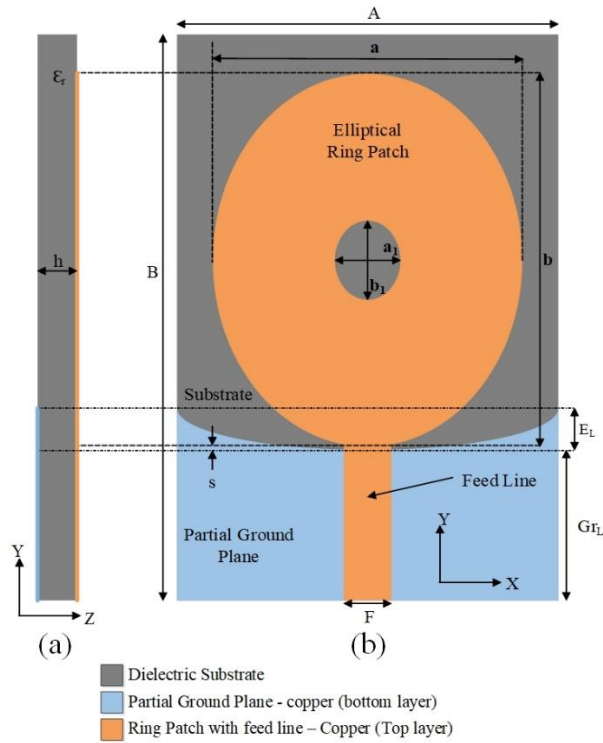 A
a
εr
Elliptical
Ring Patch
h
B
a1
b1
b
Substrate
EL
s
Feed Line
Partial Ground
Plane
GrL
Y
X
Y
Z
F
(a)
(b)
Dielectric Substrate
Partial Ground Plane - copper (bottom layer)
Ring Patch with feed line – Copper (Top layer)